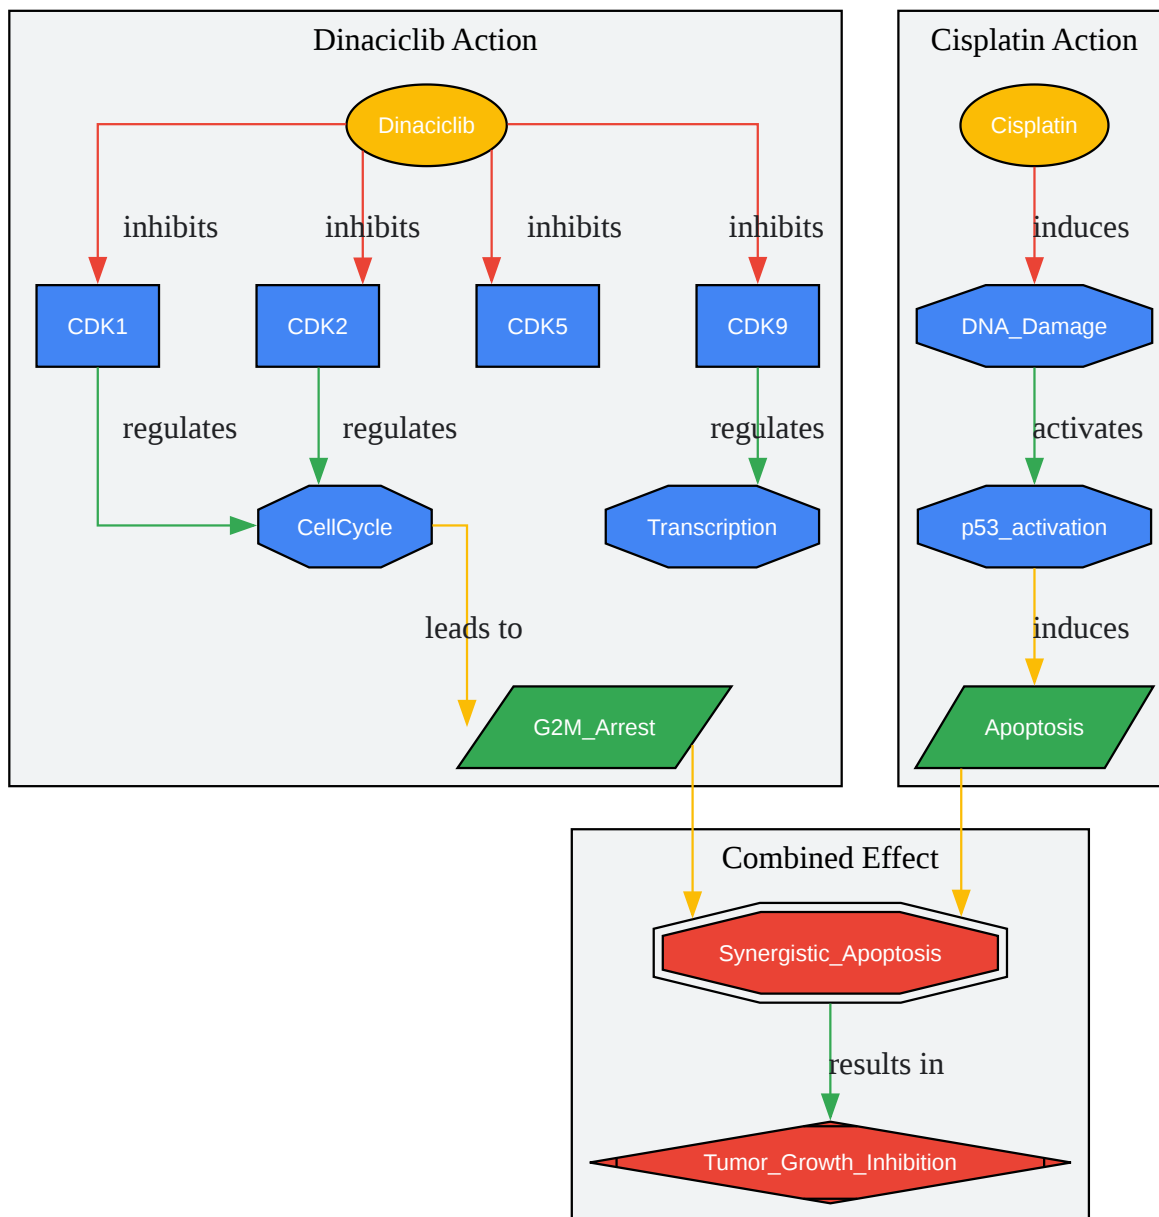 Dinaciclib Action
Cisplatin Action
Dinaciclib
Cisplatin
inhibits
inhibits
inhibits
inhibits
induces
CDK1
CDK2
CDK5
CDK9
DNA_Damage
regulates
regulates
regulates
activates
CellCycle
Transcription
p53_activation
leads to
induces
G2M_Arrest
Apoptosis
Combined Effect
Synergistic_Apoptosis
results in
Tumor_Growth_Inhibition